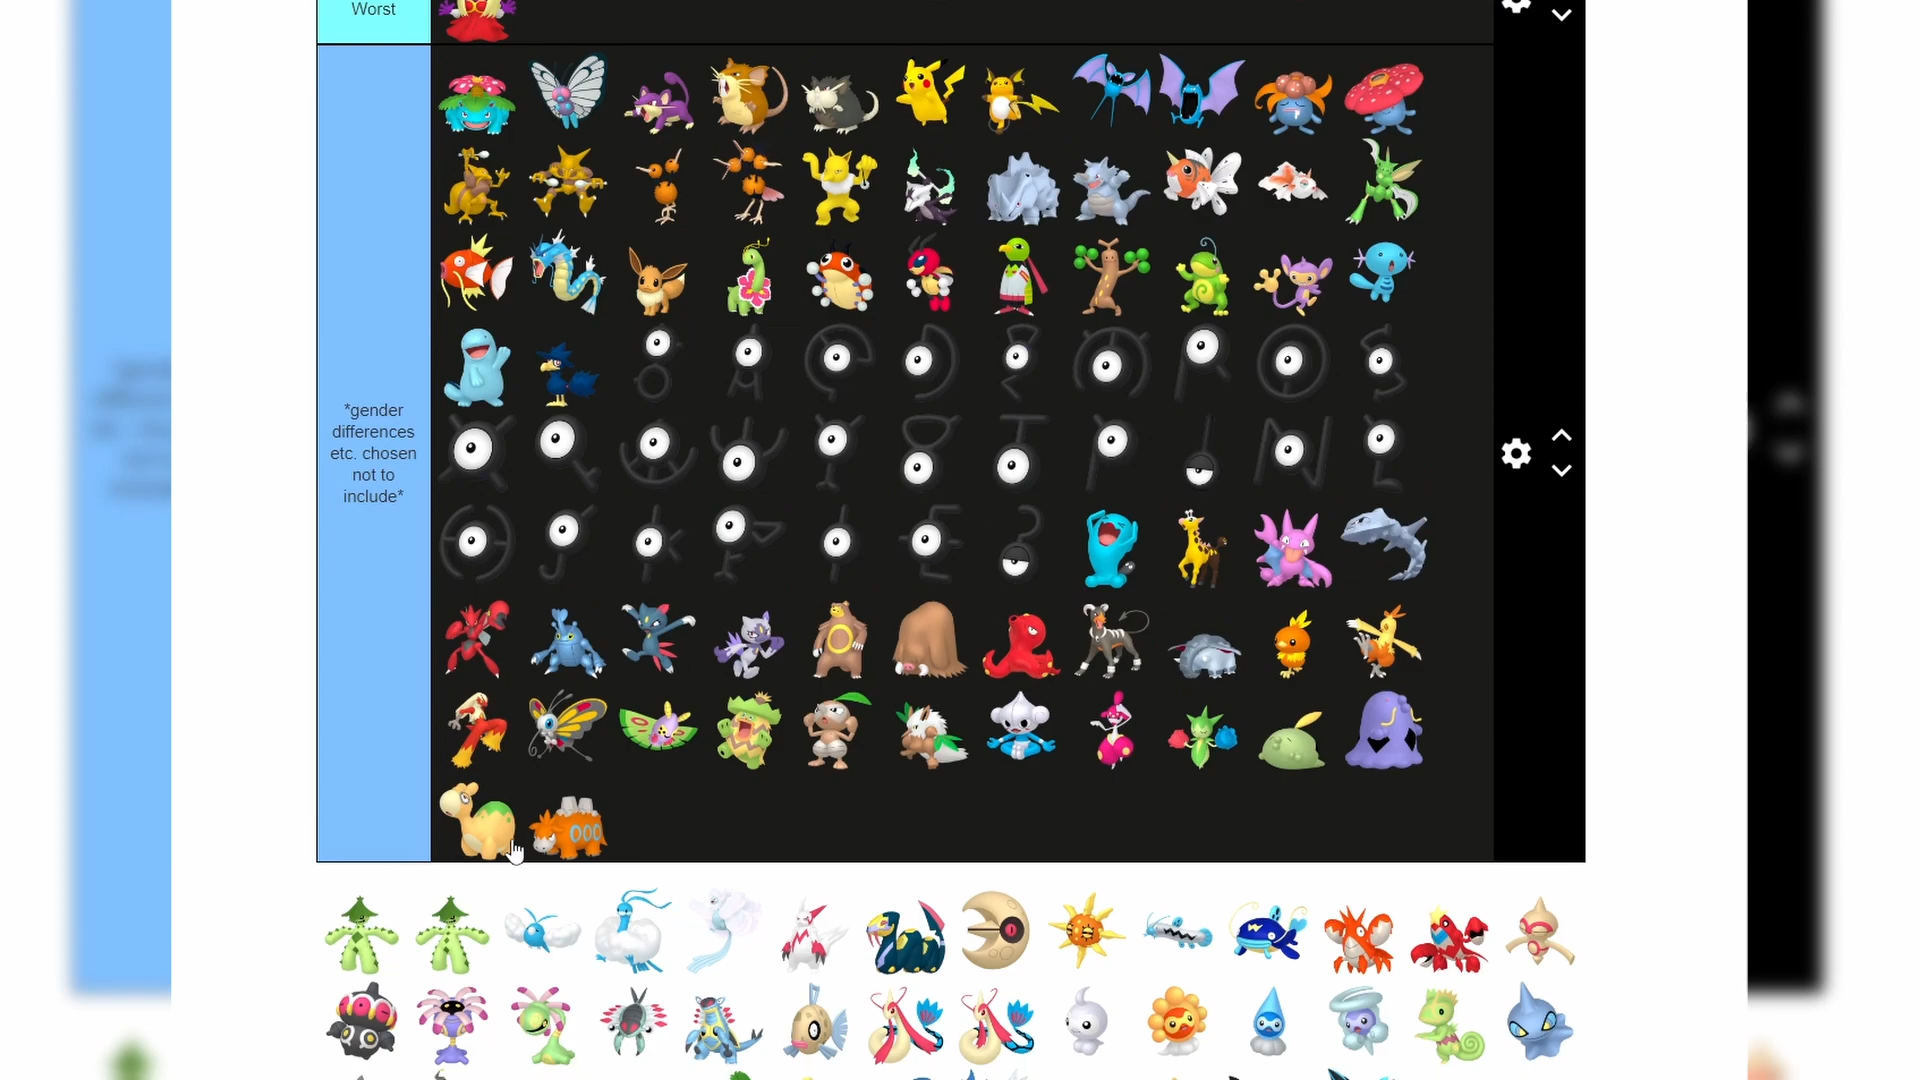 Worst
*gender
differences
etc. chosen
not to
include*